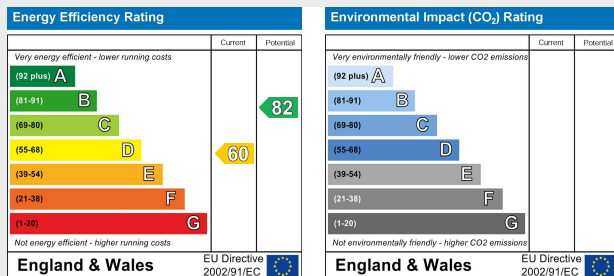 Energy Efficiency Rating
Current Potential
Very energy efficient - lower running costs
(92 plus) A
(81-91) B
82
(69-80) C
(55-68) D
60
(39-54) E
(21-38) F
(1-20) G
Not energy efficient - higher running costs
England & Wales
EU Directive
2002/91/EC
Environmental Impact (CO₂) Rating
Current Potential
Very environmentally friendly - lower CO2 emissions
(92 plus) A
(81-91) B
(69-80) C
(55-68) D
(39-54) E
(21-38) F
(1-20) G
Not environmentally friendly - higher CO2 emissions
England & Wales
EU Directive
2002/91/EC